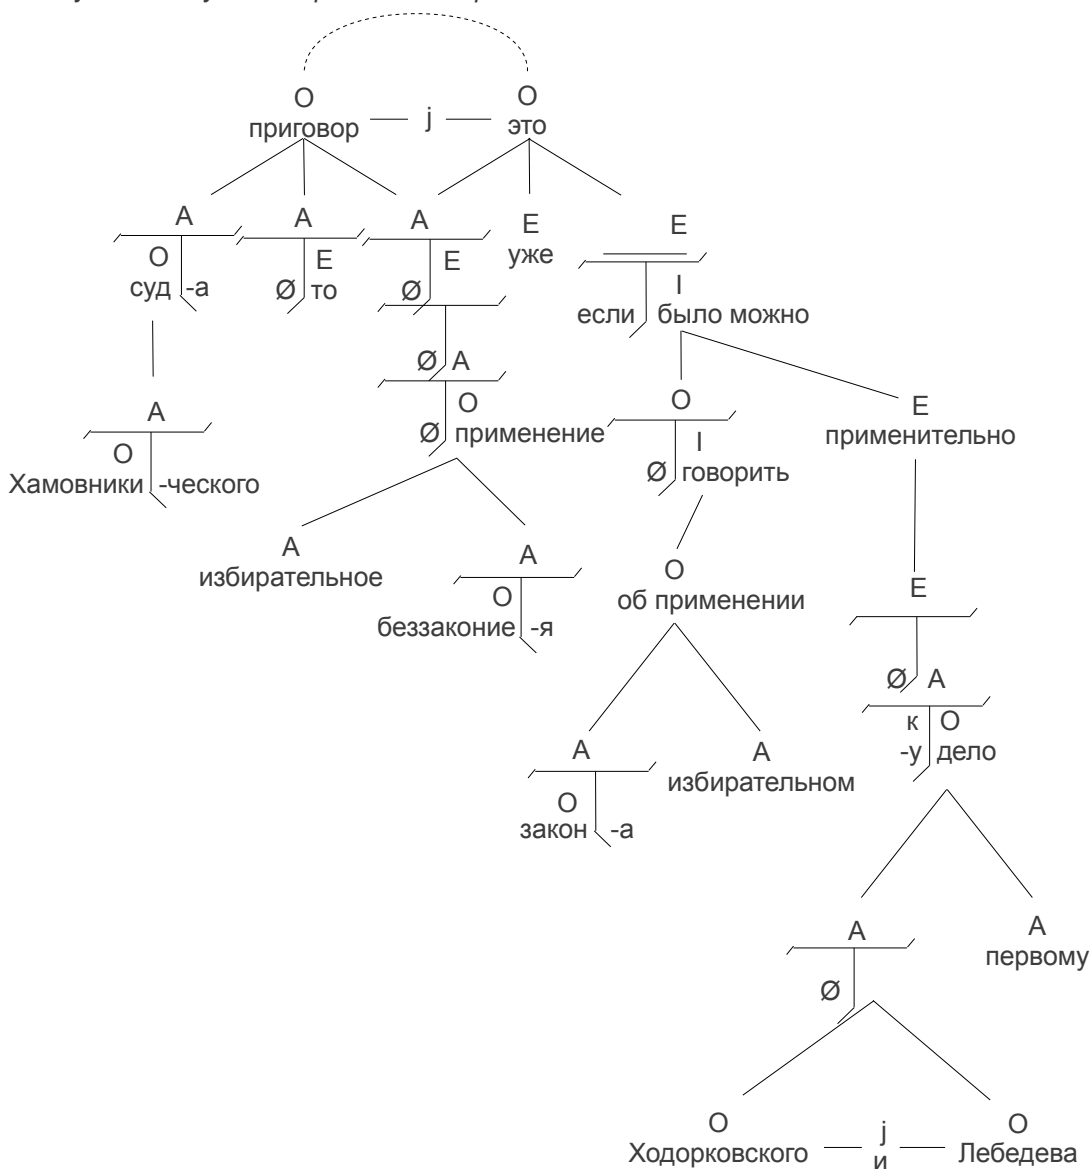 О О
приговор j это
А А А Е Е
О Е Е уже
суд -а Ø то Ø
I
если было можно
Ø А
А О О Е
О Ø применение I применительно
Хамовники -ческого Ø говорить
А А О
избирательное О об применении Е
беззаконие -я
Ø А
А А к О
избирательном -у дело
О
закон -а
А А
первому
Ø
О j О
Ходорковского и Лебедева